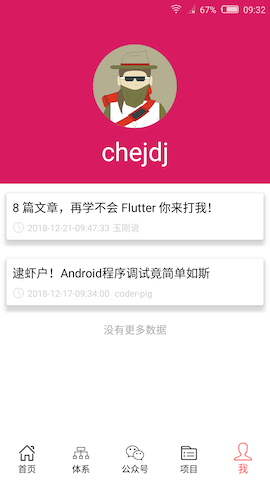 67% 09:32
chejdj
8 篇文章，再学不会 Flutter 你来打我！
2018-12-21-09:47:33 玉刚说
逮虾户！Android程序调试竟简单如斯
2018-12-17-09:34:00 coder-pig
没有更多数据
首页 体系 公众号 项目 我